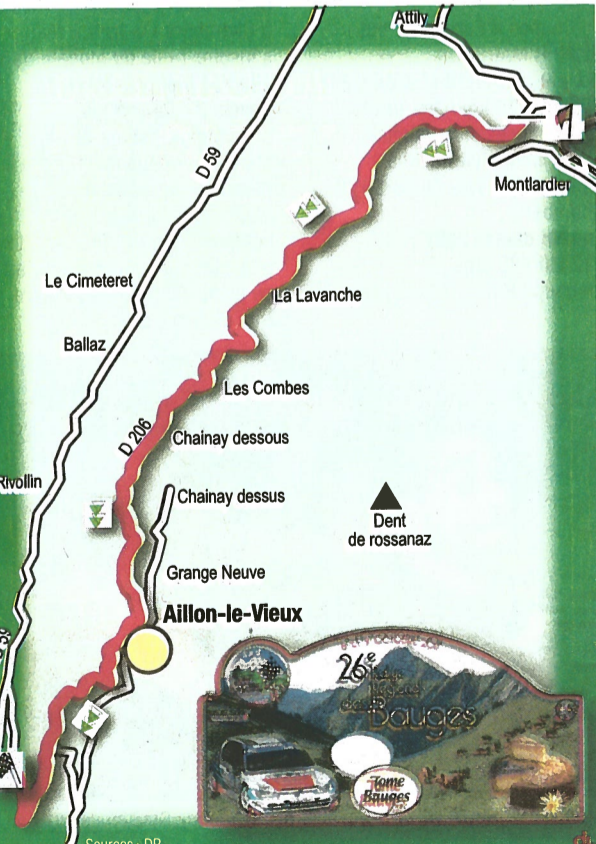 Attily
D 59
Montlardier
Le Cimeteret
La Lavanche
Ballaz
Les Combes
D 206
Chainay dessous
Rivollin
Chainay dessus
Dent
de rossanaz
Grange Neuve
Aillon-le-Vieux
26e
Bauges
Tome
Bauges
Sources : DR